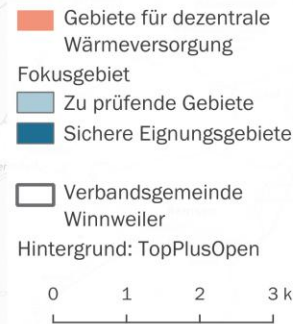 Gebiete für dezentrale
Wärmeversorgung
Fokusgebiet
Zu prüfende Gebiete
Sichere Eignungsgebiete
Verbandsgemeinde
Winnweiler
Hintergrund: TopPlusOpen
0 1 2 3 k